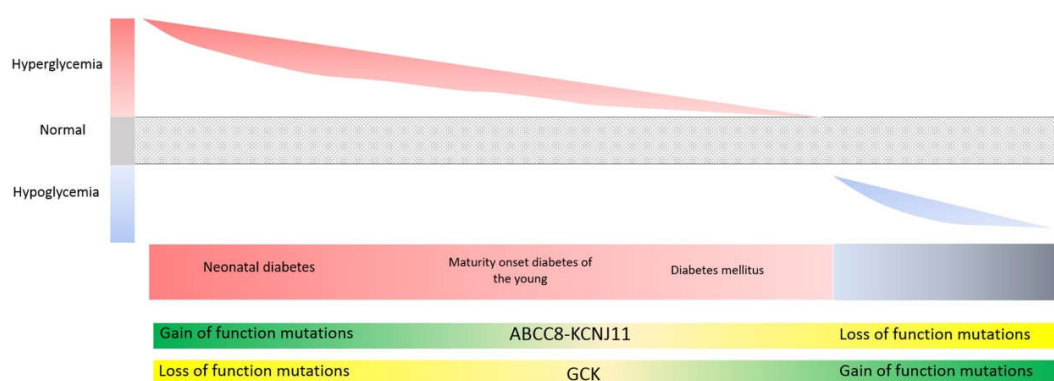 Hyperglycemia
Normal
Hypoglycemia
Neonatal diabetes
Maturity onset diabetes of
the young
Diabetes mellitus
Gain of function mutations
ABCC8-KCNJ11
Loss of function mutations
Loss of function mutations
GCK
Gain of function mutations